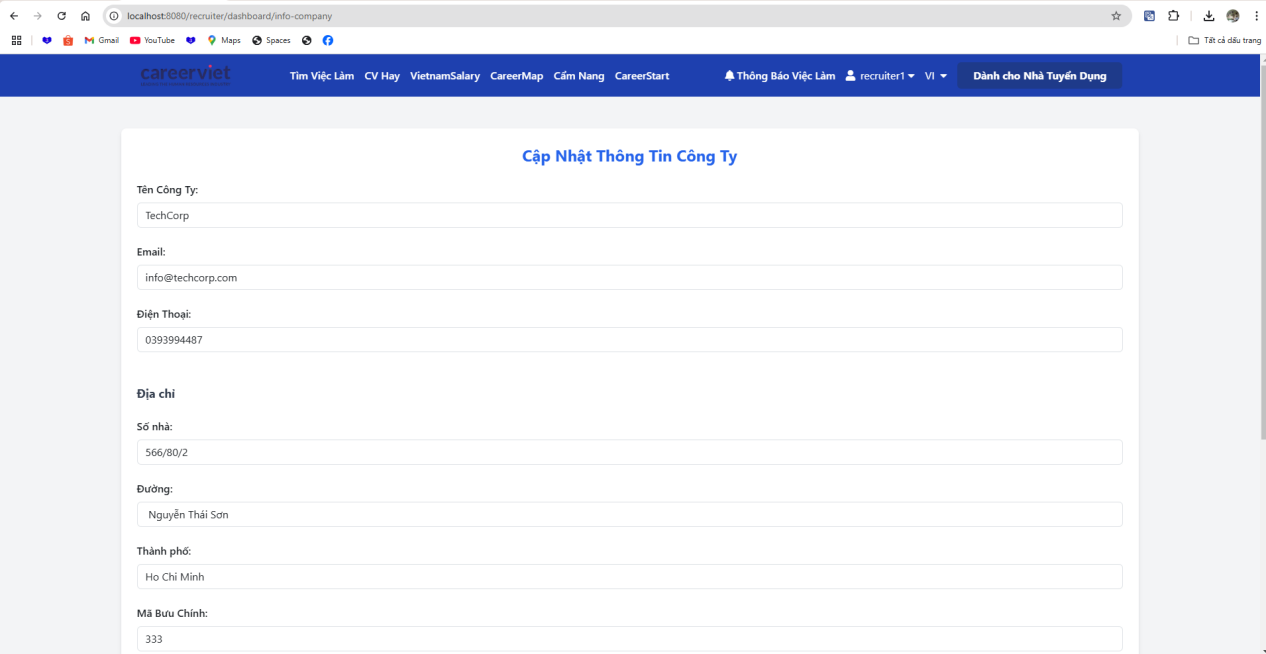 localhost:8080/recruiter/dashboard/info-company
Gmail YouTube Maps Spaces Tất cả dấu trang
careerviet Tìm Việc Làm CV Hay VietnamSalary CareerMap Cẩm Nang CareerStart Thông Báo Việc Làm recruiter1 VI Dành cho Nhà Tuyển Dụng
Cập Nhật Thông Tin Công Ty
Tên Công Ty:
TechCorp
Email:
info@techcorp.com
Điện Thoại:
0393994487
Địa chỉ
Số nhà:
566/80/2
Đường:
Nguyễn Thái Sơn
Thành phố:
Ho Chi Minh
Mã Bưu Chính:
333